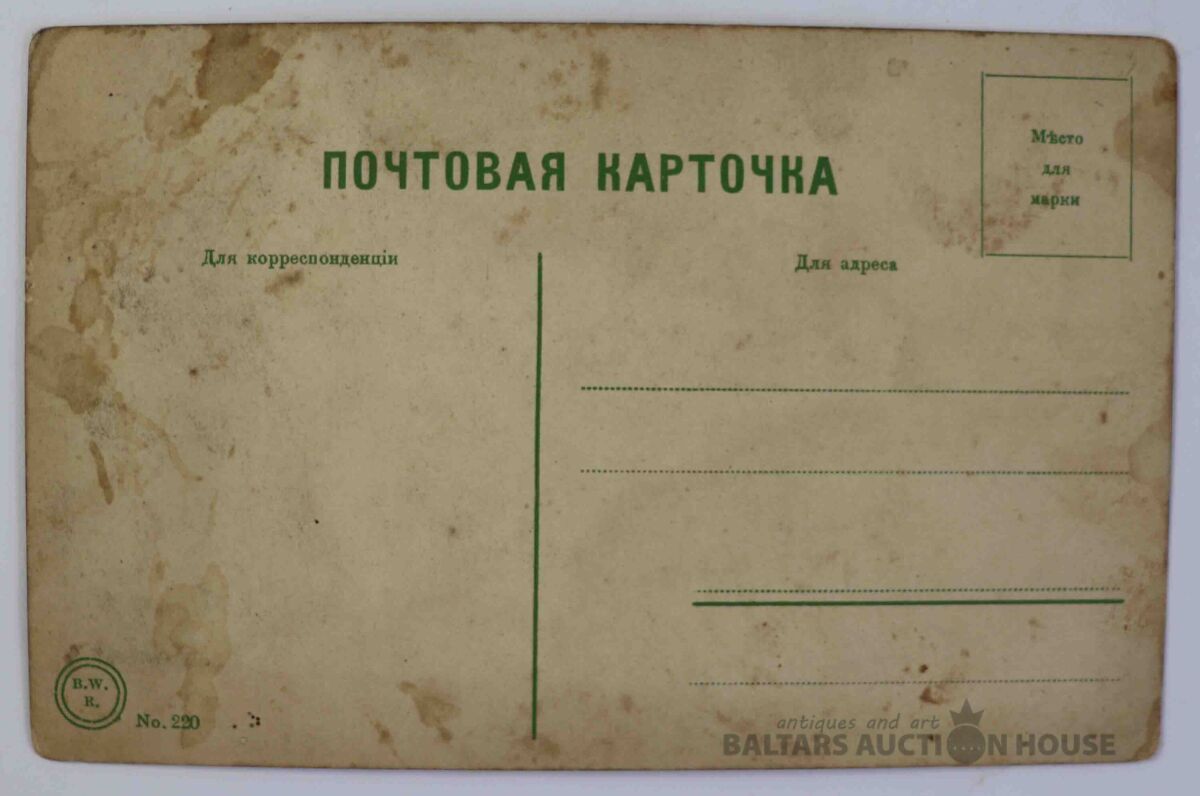 ПОЧТОВАЯ КАРТОЧКА
Мѣсто
для
марки
Для корреспонденціи
Для адреса
B.W.
R.
No. 220
antiques and art
BALTARS AUCTION HOUSE